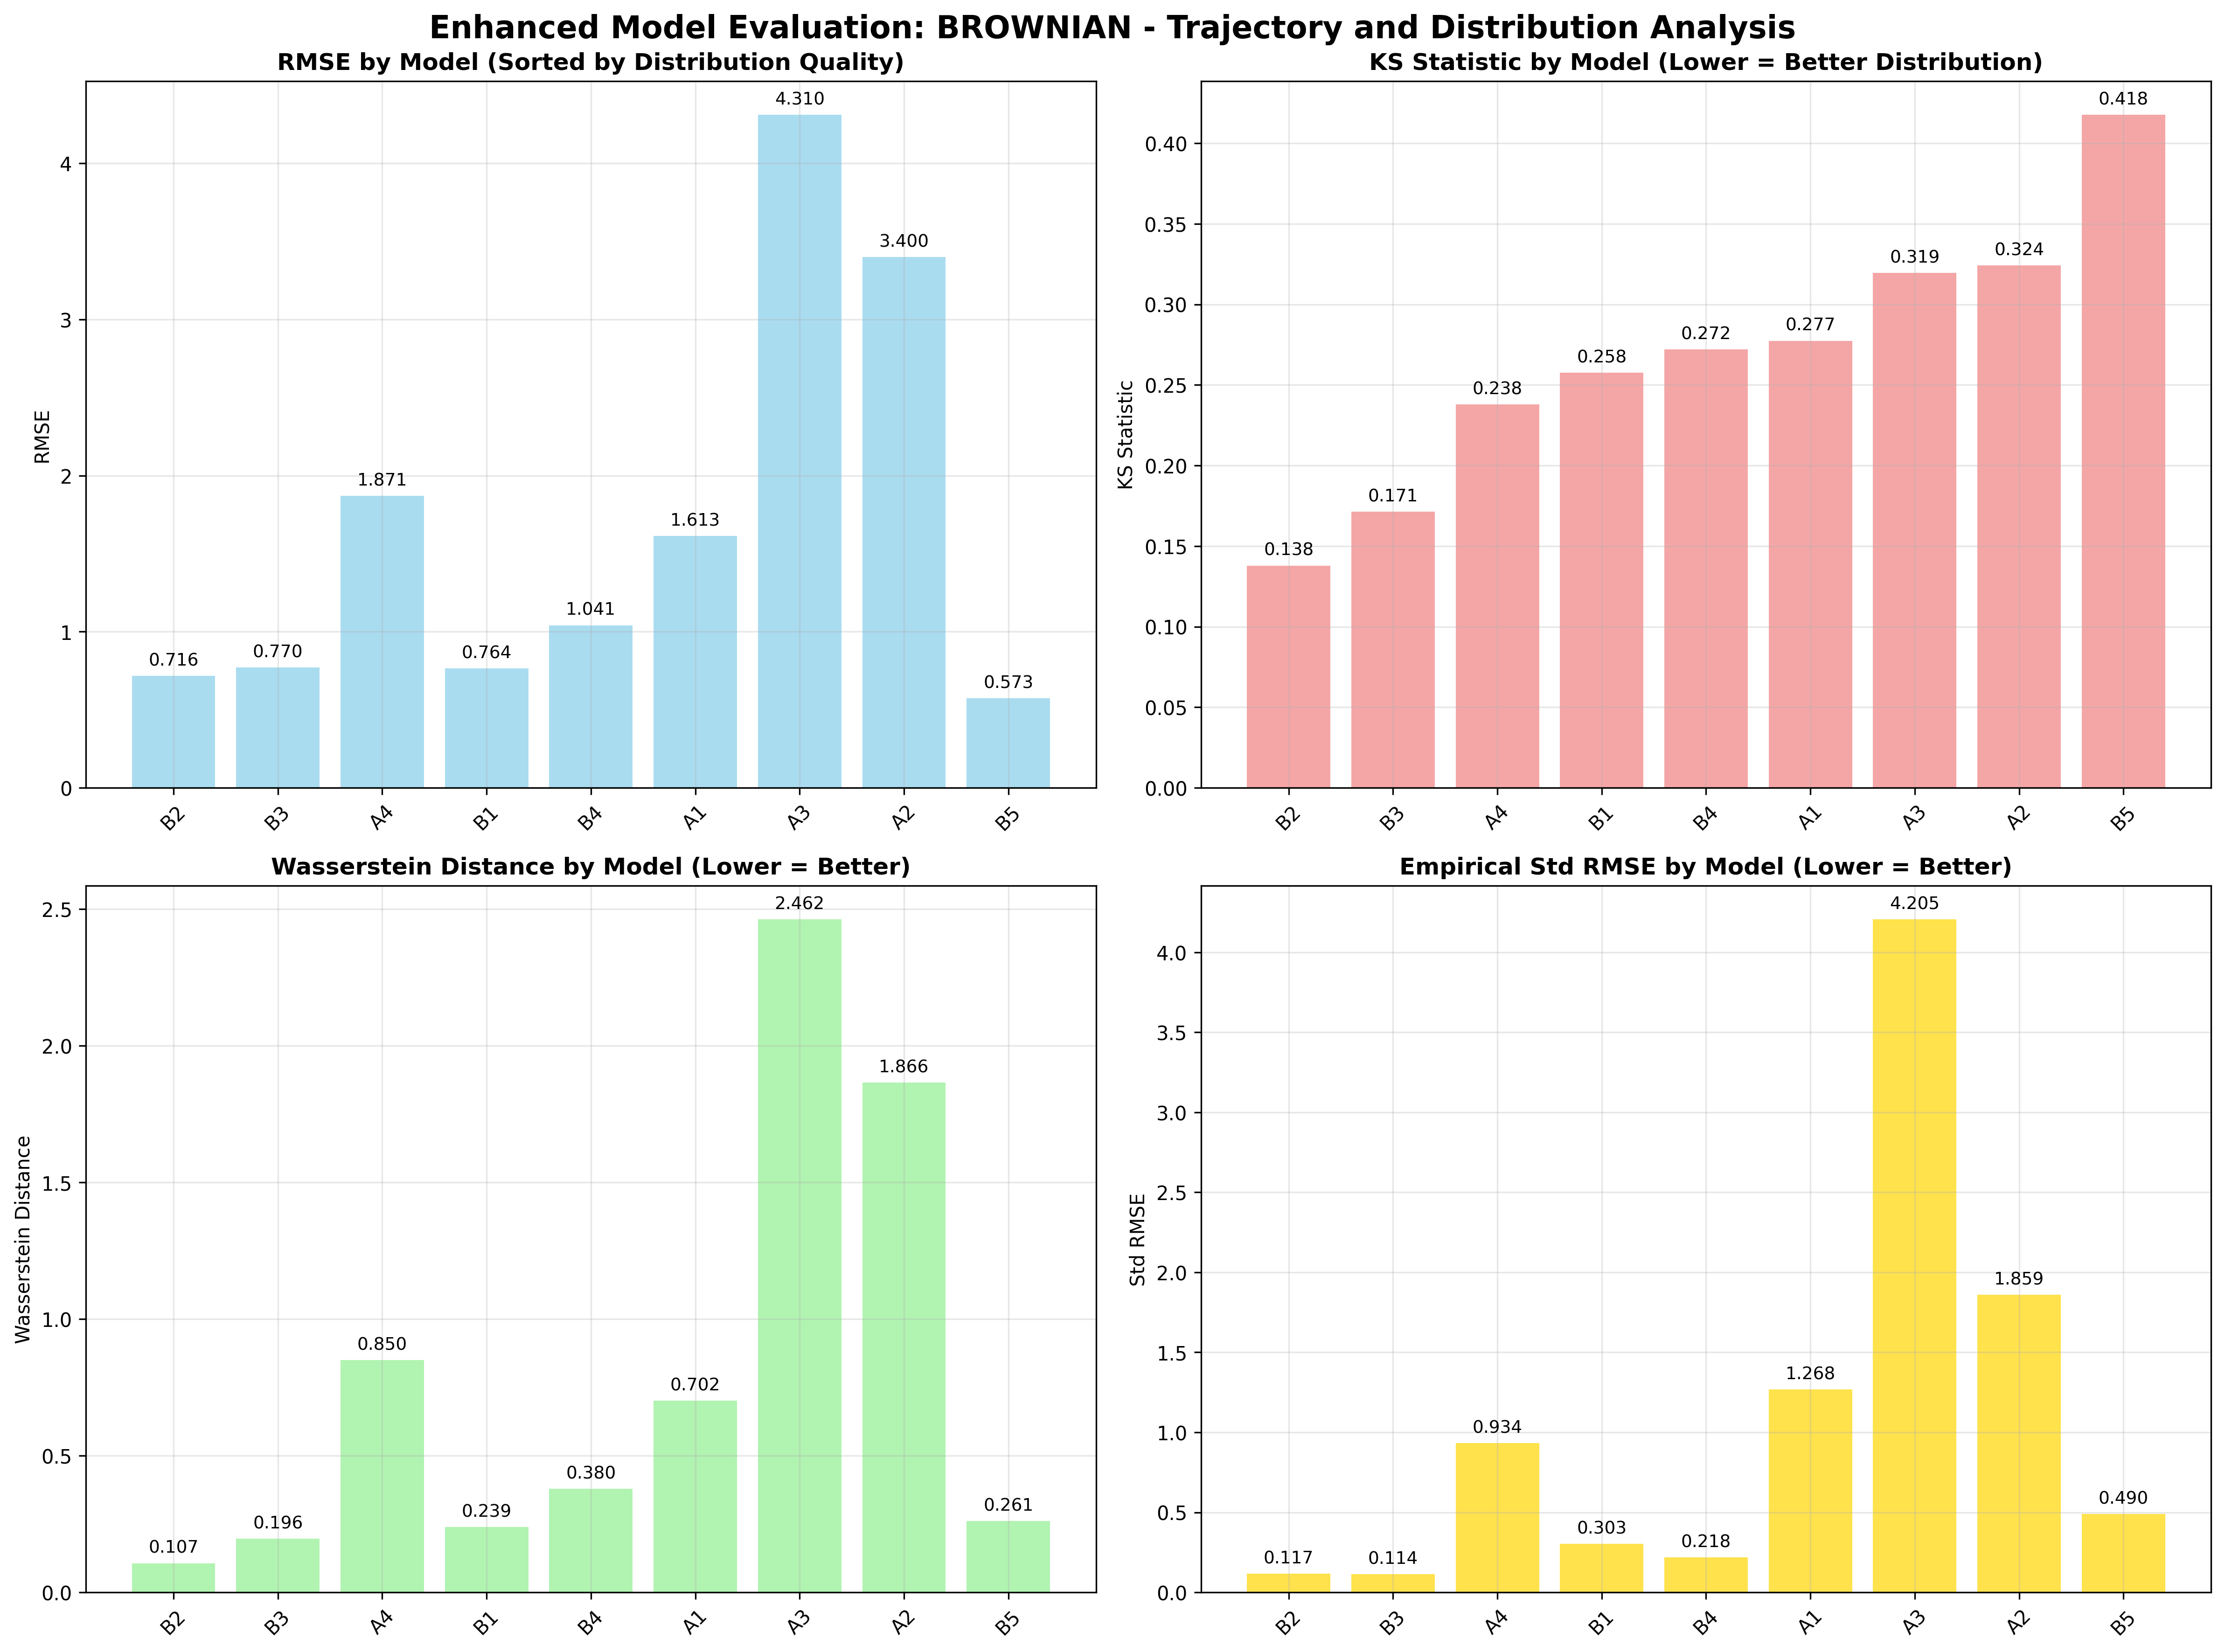 Enhanced Model Evaluation: BROWNIAN - Trajectory and Distribution Analysis
RMSE by Model (Sorted by Distribution Quality)
RMSE
4
3
2
1
0
0.716
0.770
1.871
0.764
1.041
1.613
4.310
3.400
0.573
B2
B3
A4
B1
B4
A1
A3
A2
B5
KS Statistic by Model (Lower = Better Distribution)
KS Statistic
0.40
0.35
0.30
0.25
0.20
0.15
0.10
0.05
0.00
0.138
0.171
0.238
0.258
0.272
0.277
0.319
0.324
0.418
B2
B3
A4
B1
B4
A1
A3
A2
B5
Wasserstein Distance by Model (Lower = Better)
Wasserstein Distance
2.5
2.0
1.5
1.0
0.5
0.0
0.107
0.196
0.850
0.239
0.380
0.702
2.462
1.866
0.261
B2
B3
A4
B1
B4
A1
A3
A2
B5
Empirical Std RMSE by Model (Lower = Better)
Std RMSE
4.0
3.5
3.0
2.5
2.0
1.5
1.0
0.5
0.0
0.117
0.114
0.934
0.303
0.218
1.268
4.205
1.859
0.490
B2
B3
A4
B1
B4
A1
A3
A2
B5